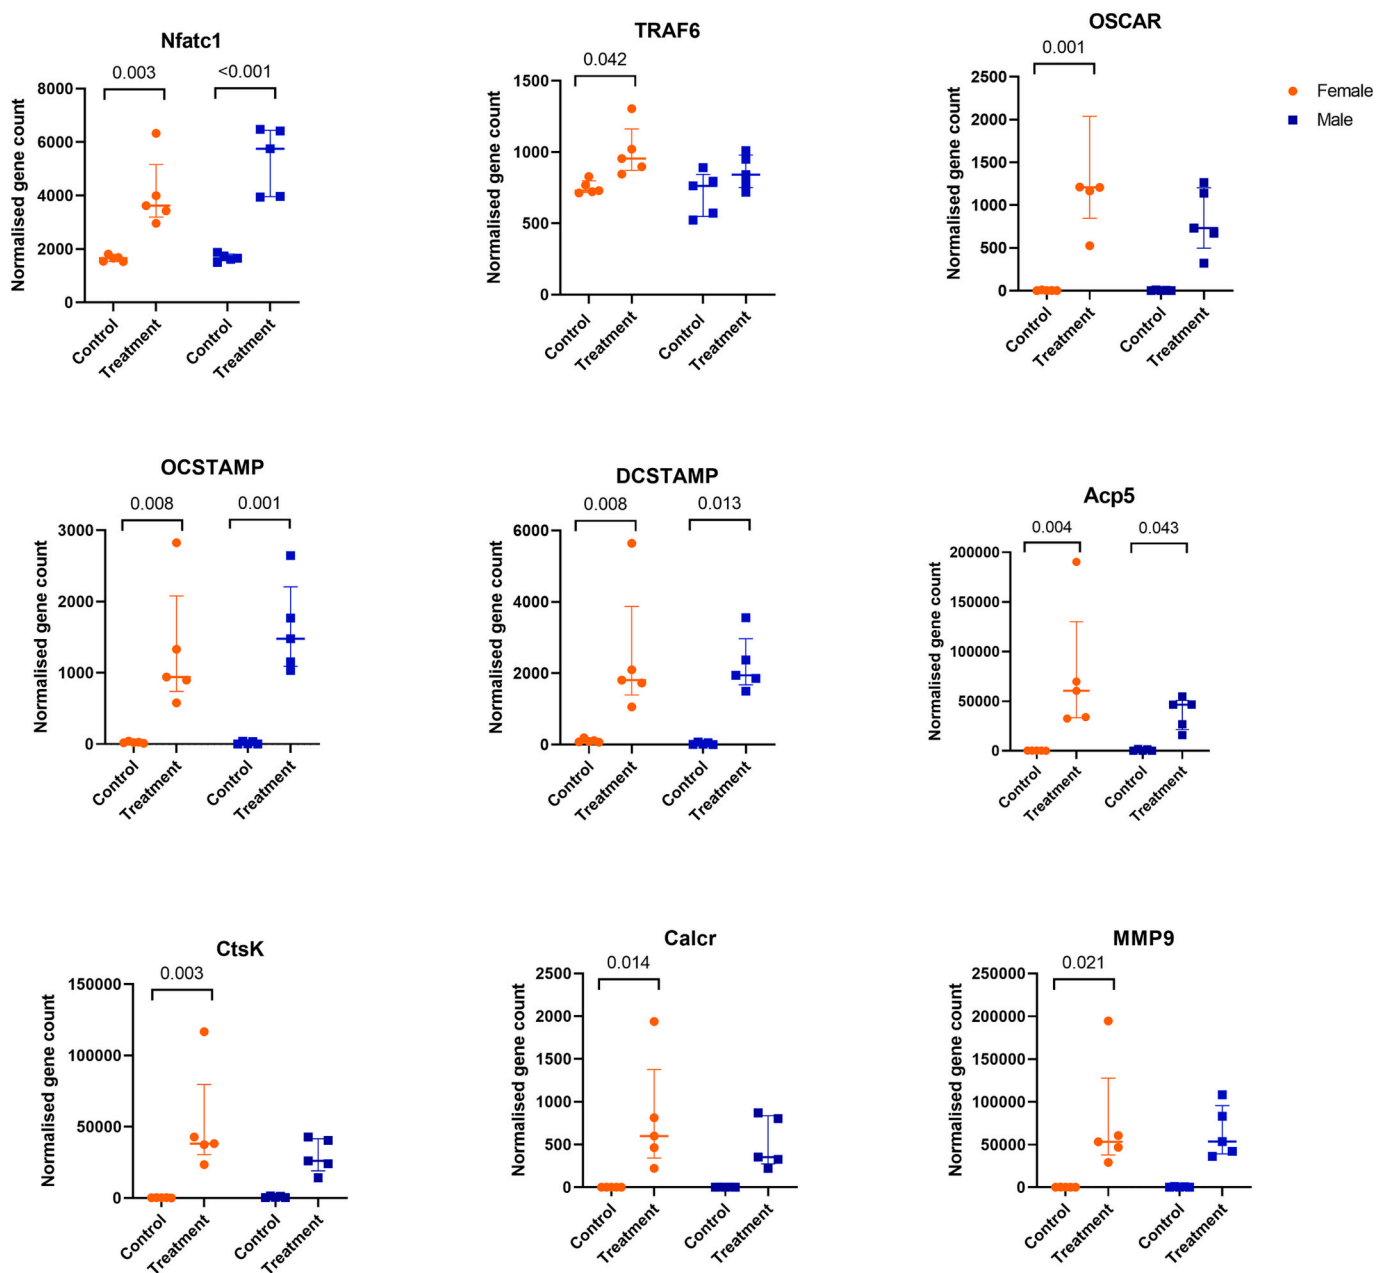 Nfatc1
0.003
<0.001
Normalised gene count
8000
6000
4000
2000
0
Control
Treatment
Control
Treatment
TRAF6
0.042
Normalised gene count
1500
1000
500
0
Control
Treatment
Control
Treatment
OSCAR
0.001
Normalised gene count
2500
2000
1500
1000
500
0
Control
Treatment
Control
Treatment
Female
Male
OCSTAMP
0.008
0.001
Normalised gene count
3000
2000
1000
0
Control
Treatment
Control
Treatment
DCSTAMP
0.008
0.013
Normalised gene count
6000
4000
2000
0
Control
Treatment
Control
Treatment
Acp5
0.004
0.043
Normalised gene count
200000
150000
100000
50000
0
Control
Treatment
Control
Treatment
CtsK
0.003
Normalised gene count
150000
100000
50000
0
Control
Treatment
Control
Treatment
Calcr
0.014
Normalised gene count
2500
2000
1500
1000
500
0
Control
Treatment
Control
Treatment
MMP9
0.021
Normalised gene count
250000
200000
150000
100000
50000
0
Control
Treatment
Control
Treatment